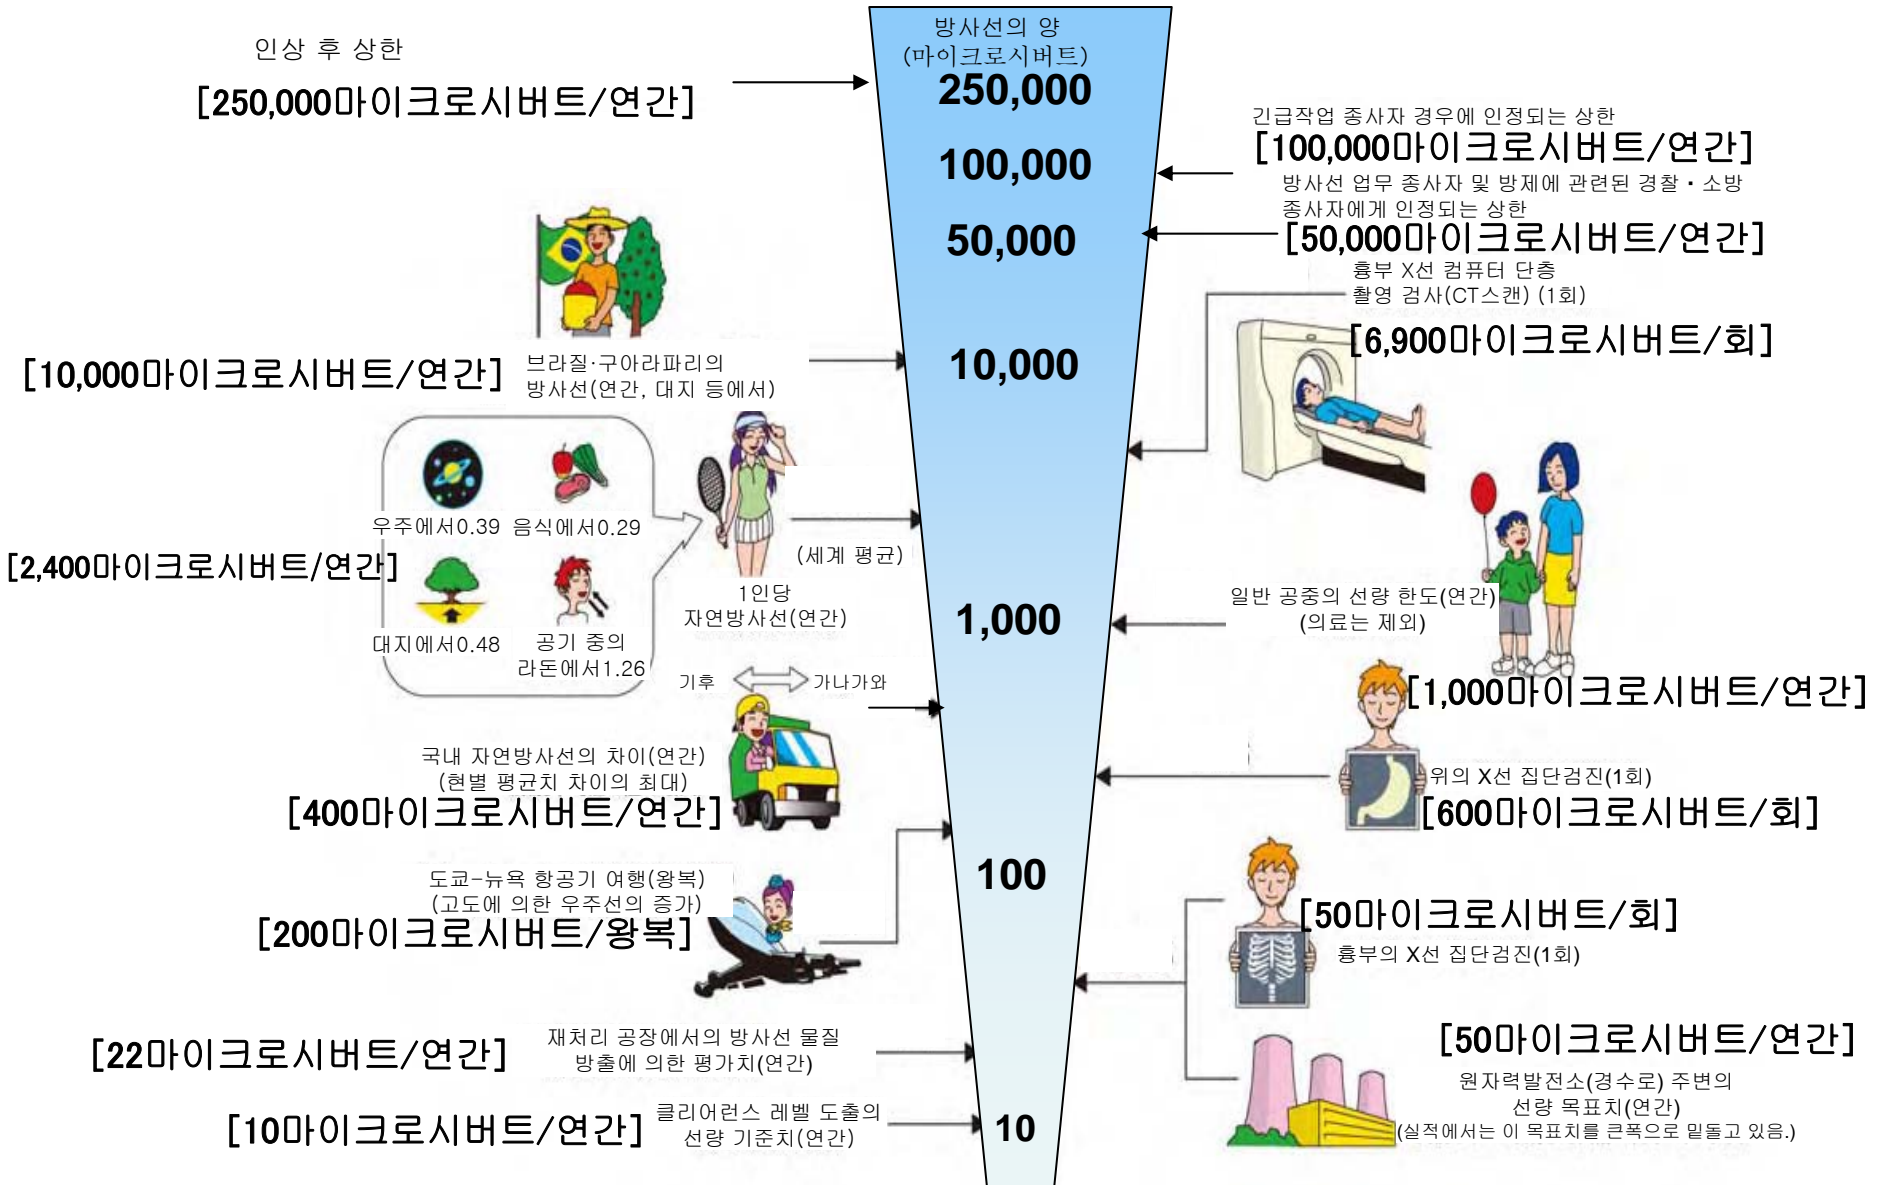 방사선의 양
(마이크로시버트)
250,000
100,000
50,000
10,000
1,000
100
10
인상 후 상한
[250,000마이크로시버트/연간]
[10,000마이크로시버트/연간]
브라질·구아라파리의
방사선(연간, 대지 등에서)
우주에서0.39
음식에서0.29
대지에서0.48
공기 중의
라돈에서1.26
[2,400마이크로시버트/연간]
(세계 평균)
1인당
자연방사선(연간)
기후
가나가와
국내 자연방사선의 차이(연간)
(현별 평균치 차이의 최대)
[400마이크로시버트/연간]
도쿄-뉴욕 항공기 여행(왕복)
(고도에 의한 우주선의 증가)
[200마이크로시버트/왕복]
[22마이크로시버트/연간]
재처리 공장에서의 방사선 물질
방출에 의한 평가치(연간)
[10마이크로시버트/연간]
클리어런스 레벨 도출의
선량 기준치(연간)
긴급작업 종사자 경우에 인정되는 상한
[100,000마이크로시버트/연간]
방사선 업무 종사자 및 방제에 관련된 경찰・소방
종사자에게 인정되는 상한
[50,000마이크로시버트/연간]
흉부 X선 컴퓨터 단층
촬영 검사(CT스캔) (1회)
[6,900마이크로시버트/회]
일반 공중의 선량 한도(연간)
(의료는 제외)
[1,000마이크로시버트/연간]
위의 X선 집단검진(1회)
[600마이크로시버트/회]
[50마이크로시버트/회]
흉부의 X선 집단검진(1회)
[50마이크로시버트/연간]
원자력발전소(경수로) 주변의
선량 목표치(연간)
(실적에서는 이 목표치를 큰폭으로 밑돌고 있음.)